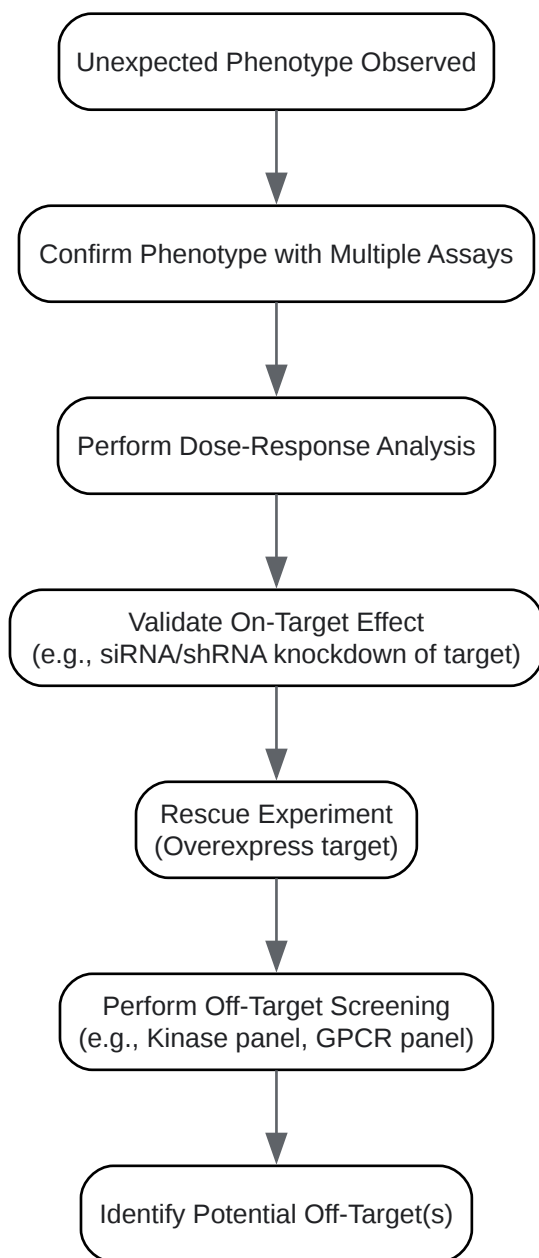 Unexpected Phenotype Observed
Confirm Phenotype with Multiple Assays
Perform Dose-Response Analysis
Validate On-Target Effect
(e.g., siRNA/shRNA knockdown of target)
Rescue Experiment
(Overexpress target)
Perform Off-Target Screening
(e.g., Kinase panel, GPCR panel)
Identify Potential Off-Target(s)